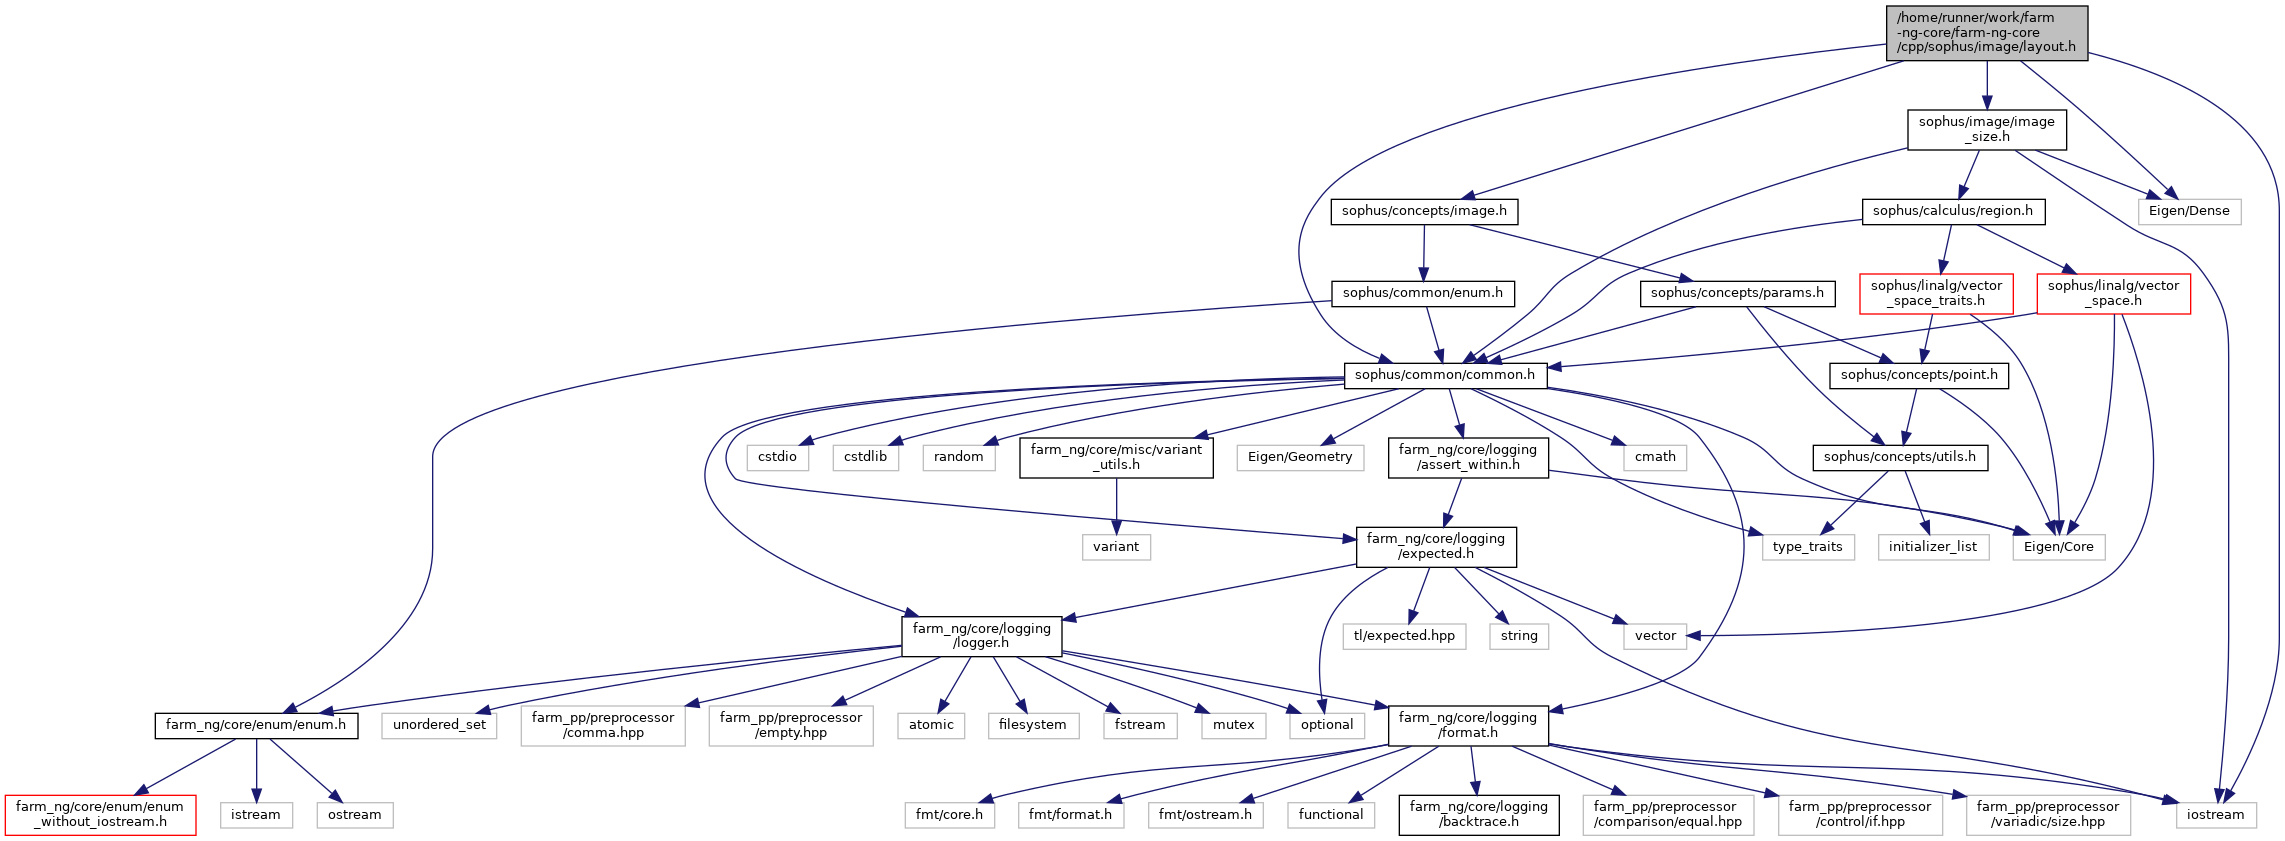 /home/runner/work/farm
-ng-core/farm-ng-core
/cpp/sophus/image/layout.h
sophus/image/image
_size.h
sophus/concepts/image.h
sophus/calculus/region.h
Eigen/Dense
sophus/common/enum.h
sophus/concepts/params.h
sophus/linalg/vector
_space_traits.h
sophus/linalg/vector
_space.h
sophus/common/common.h
sophus/concepts/point.h
cstdio
cstdlib
random
farm_ng/core/misc/variant
_utils.h
Eigen/Geometry
farm_ng/core/logging
/assert_within.h
cmath
sophus/concepts/utils.h
variant
farm_ng/core/logging
/expected.h
type_traits
initializer_list
Eigen/Core
farm_ng/core/logging
/logger.h
tl/expected.hpp
string
vector
farm_ng/core/enum/enum.h
unordered_set
farm_pp/preprocessor
/comma.hpp
farm_pp/preprocessor
/empty.hpp
atomic
filesystem
fstream
mutex
optional
farm_ng/core/logging
/format.h
farm_ng/core/enum/enum
_without_iostream.h
istream
ostream
fmt/core.h
fmt/format.h
fmt/ostream.h
functional
farm_ng/core/logging
/backtrace.h
farm_pp/preprocessor
/comparison/equal.hpp
farm_pp/preprocessor
/control/if.hpp
farm_pp/preprocessor
/variadic/size.hpp
iostream